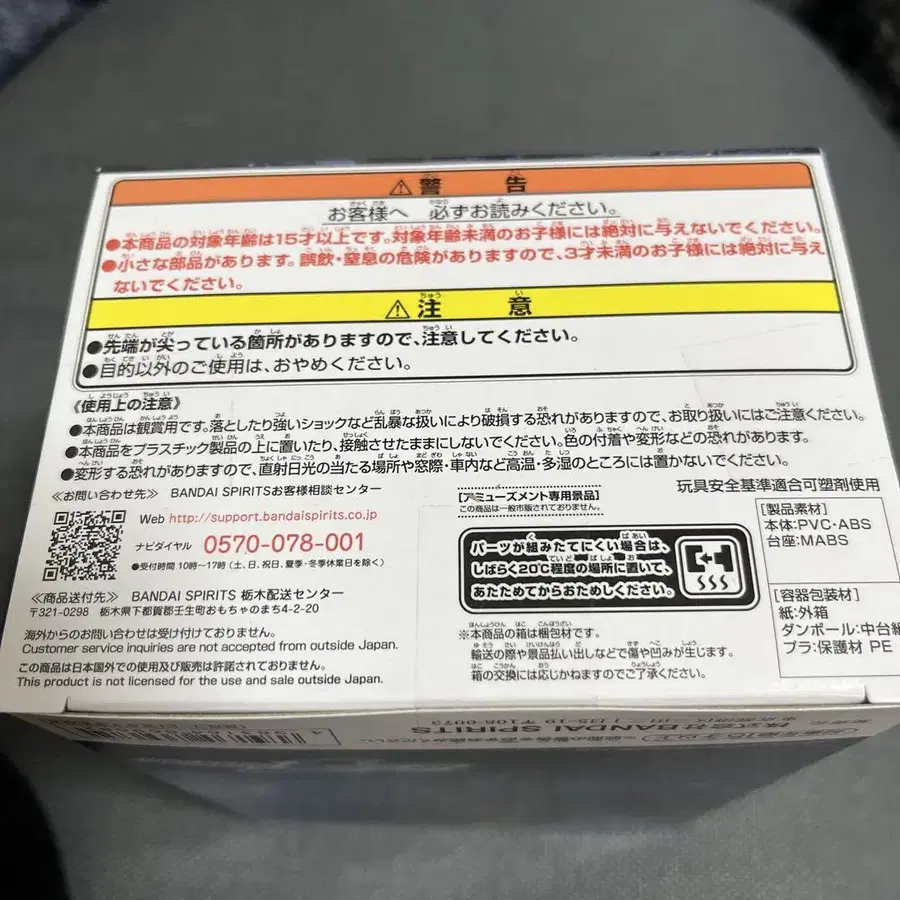 ⚠警告
お客様へ 必ずお読みください。
●本商品の対象年齢は15才以上です。対象年齢未満のお子様には絶対に与えないでください。
●小さな部品があります。誤飲・窒息の危険がありますので、3才未満のお子様には絶対に与え
ないでください。
⚠注意
●先端が尖っている箇所がありますので、注意してください。
●目的以外のご使用は、おやめください。
《使用上の注意》
●本商品は観賞用です。落としたり強いショックなど乱暴な扱いにより破損する恐れがありますので、お取り扱いにはご注意ください。
●本商品をプラスチック製品の上に置いたり、接触させたままにしないでください。色の付着や変形などの恐れがあります。
●変形する恐れがありますので、直射日光の当たる場所や窓際・車内など高温・多湿のところには置かないでください。
≪お問い合わせ先≫ BANDAI SPIRITSお客様相談センター
Web http://support.bandaispirits.co.jp
ナビダイヤル 0570-078-001
●受付時間 10時〜17時(土、日、祝日、夏季・冬季休業日を除く)
≪商品送付先≫ BANDAI SPIRITS 栃木配送センター
〒321-0298 栃木県下都賀郡壬生町おもちゃのまち4-2-20
海外からのお問い合わせは受け付けておりません。
Customer service inquiries are not accepted from outside Japan.
この商品は日本国外での使用及び販売は許諾されておりません。
This product is not licensed for the use and sale outside Japan.
【アミューズメント専用景品】
この商品は一般市販されておりません。
パーツが組みたてにくい場合は、
しばらく20℃程度の場所に置いて、
あたためてからおためしください。
※本商品の箱は梱包材です。
輸送の際や景品払い出しなどで傷や凹みが生じます。
箱の交換には応じかねますのでご了承ください。
玩具安全基準適合可塑剤使用
[製品素材]
本体:PVC・ABS
台座:MABS
[容器包装材]
紙:外箱
ダンボール:中台紙
プラ:保護材 PE
株式会社BANDAI SPIRITS